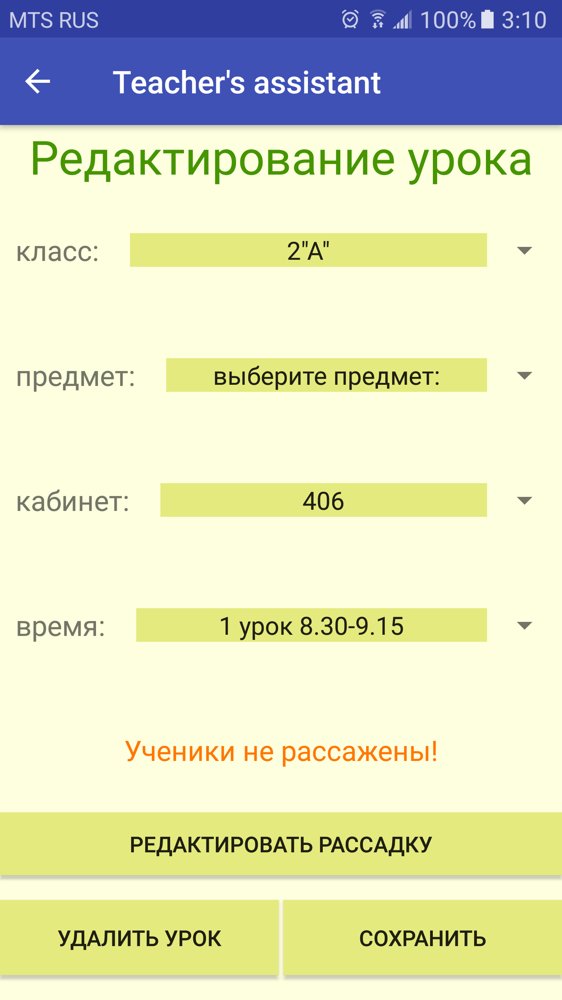 MTS RUS 100% 3:10
Teacher's assistant
Редактирование урока
класс: 2"А"
предмет: выберите предмет:
кабинет: 406
время: 1 урок 8.30-9.15
Ученики не рассажены!
РЕДАКТИРОВАТЬ РАССАДКУ
УДАЛИТЬ УРОК СОХРАНИТЬ